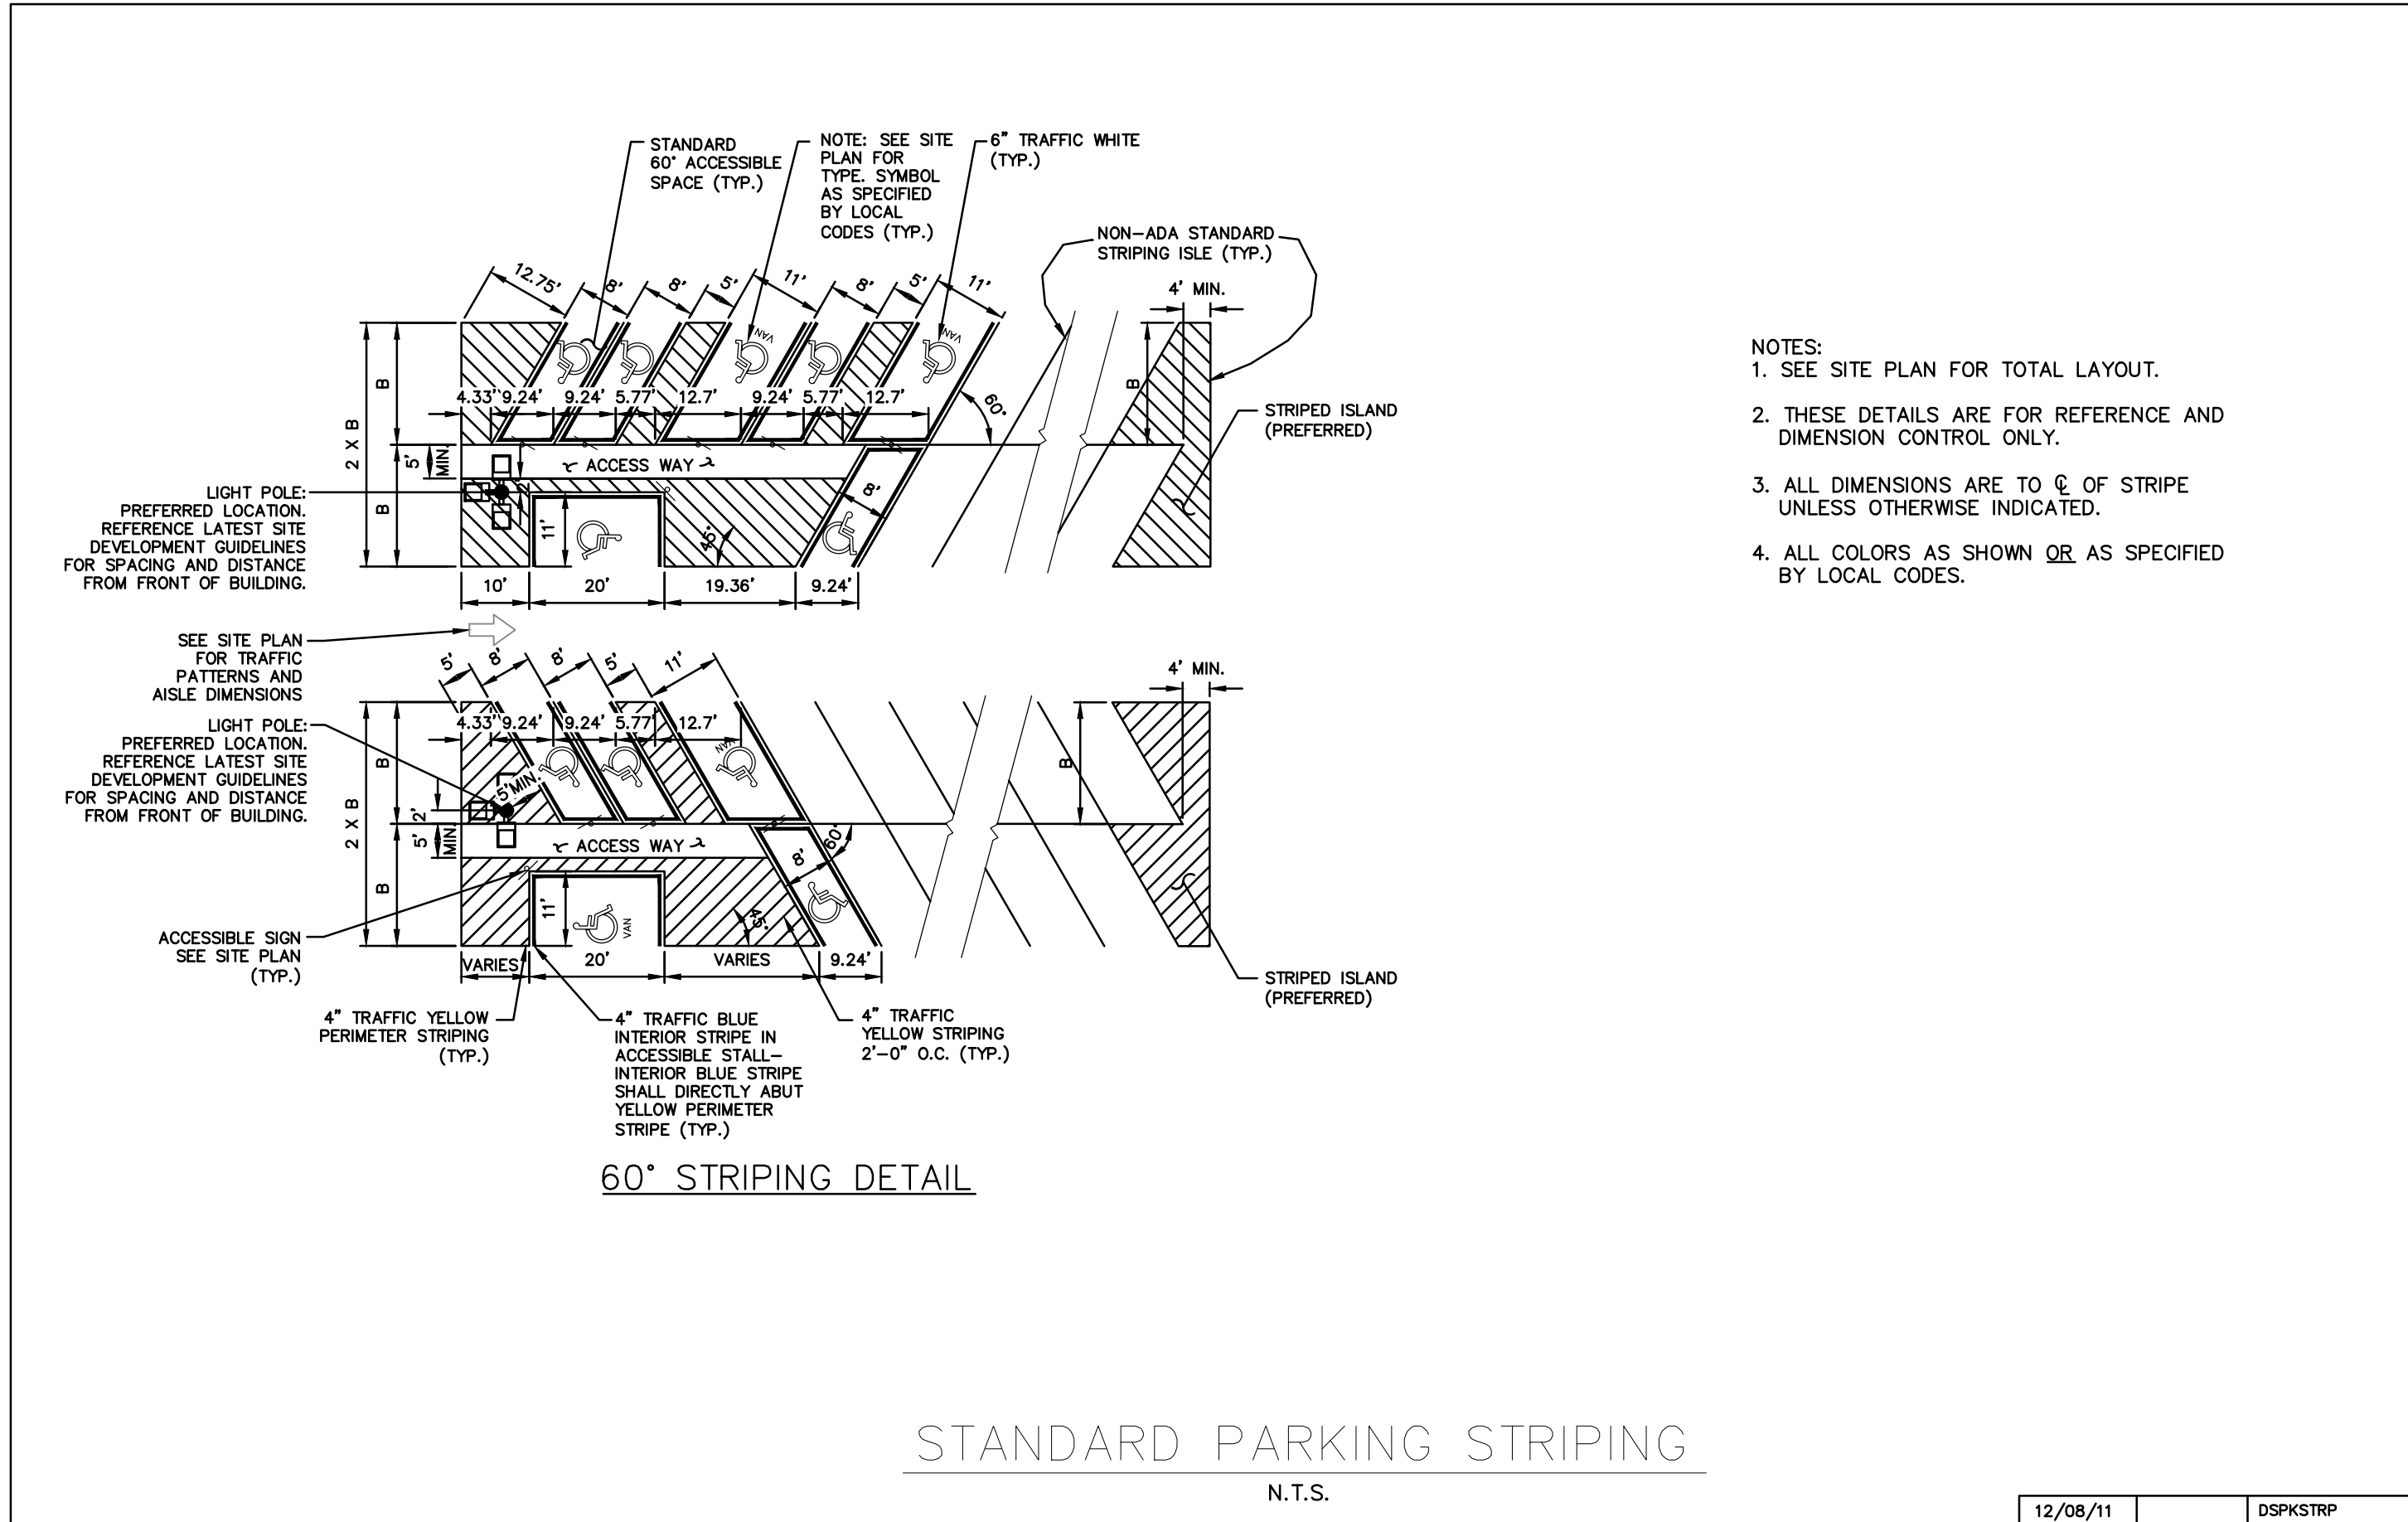 STANDARD
60° ACCESSIBLE
SPACE (TYP.)
NOTE: SEE SITE
PLAN FOR
TYPE. SYMBOL
AS SPECIFIED
BY LOCAL
CODES (TYP.)
6" TRAFFIC WHITE
(TYP.)
NON-ADA STANDARD
STRIPING ISLE (TYP.)
12.75' 8' 8' 5' 11' 8' 5' 11'
4' MIN.
VAN VAN
2 X B B B
4.33' 9.24' 9.24' 5.77' 12.7' 9.24' 5.77' 12.7'
60°
STRIPED ISLAND
(PREFERRED)
5' MIN. ACCESS WAY
2'
B
LIGHT POLE:
PREFERRED LOCATION.
REFERENCE LATEST SITE
DEVELOPMENT GUIDELINES
FOR SPACING AND DISTANCE
FROM FRONT OF BUILDING.
11' 45° 8'
10' 20' 19.36' 9.24'
NOTES:
1. SEE SITE PLAN FOR TOTAL LAYOUT.
2. THESE DETAILS ARE FOR REFERENCE AND
DIMENSION CONTROL ONLY.
3. ALL DIMENSIONS ARE TO ℄ OF STRIPE
UNLESS OTHERWISE INDICATED.
4. ALL COLORS AS SHOWN OR AS SPECIFIED
BY LOCAL CODES.
SEE SITE PLAN
FOR TRAFFIC
PATTERNS AND
AISLE DIMENSIONS
5' 8' 8' 5' 11'
4' MIN.
LIGHT POLE:
PREFERRED LOCATION.
REFERENCE LATEST SITE
DEVELOPMENT GUIDELINES
FOR SPACING AND DISTANCE
FROM FRONT OF BUILDING.
2 X B B B
4.33' 9.24' 9.24' 5.77' 12.7'
VAN
B
5' MIN.
2'
5' MIN. ACCESS WAY
8' 60°
11' VAN 45°
ACCESSIBLE SIGN
SEE SITE PLAN
(TYP.)
VARIES 20' VARIES 9.24'
STRIPED ISLAND
(PREFERRED)
4" TRAFFIC YELLOW
PERIMETER STRIPING
(TYP.)
4" TRAFFIC BLUE
INTERIOR STRIPE IN
ACCESSIBLE STALL-
INTERIOR BLUE STRIPE
SHALL DIRECTLY ABUT
YELLOW PERIMETER
STRIPE (TYP.)
4" TRAFFIC
YELLOW STRIPING
2'-0" O.C. (TYP.)
60° STRIPING DETAIL
STANDARD PARKING STRIPING
N.T.S.
12/08/11 DSPKSTRP